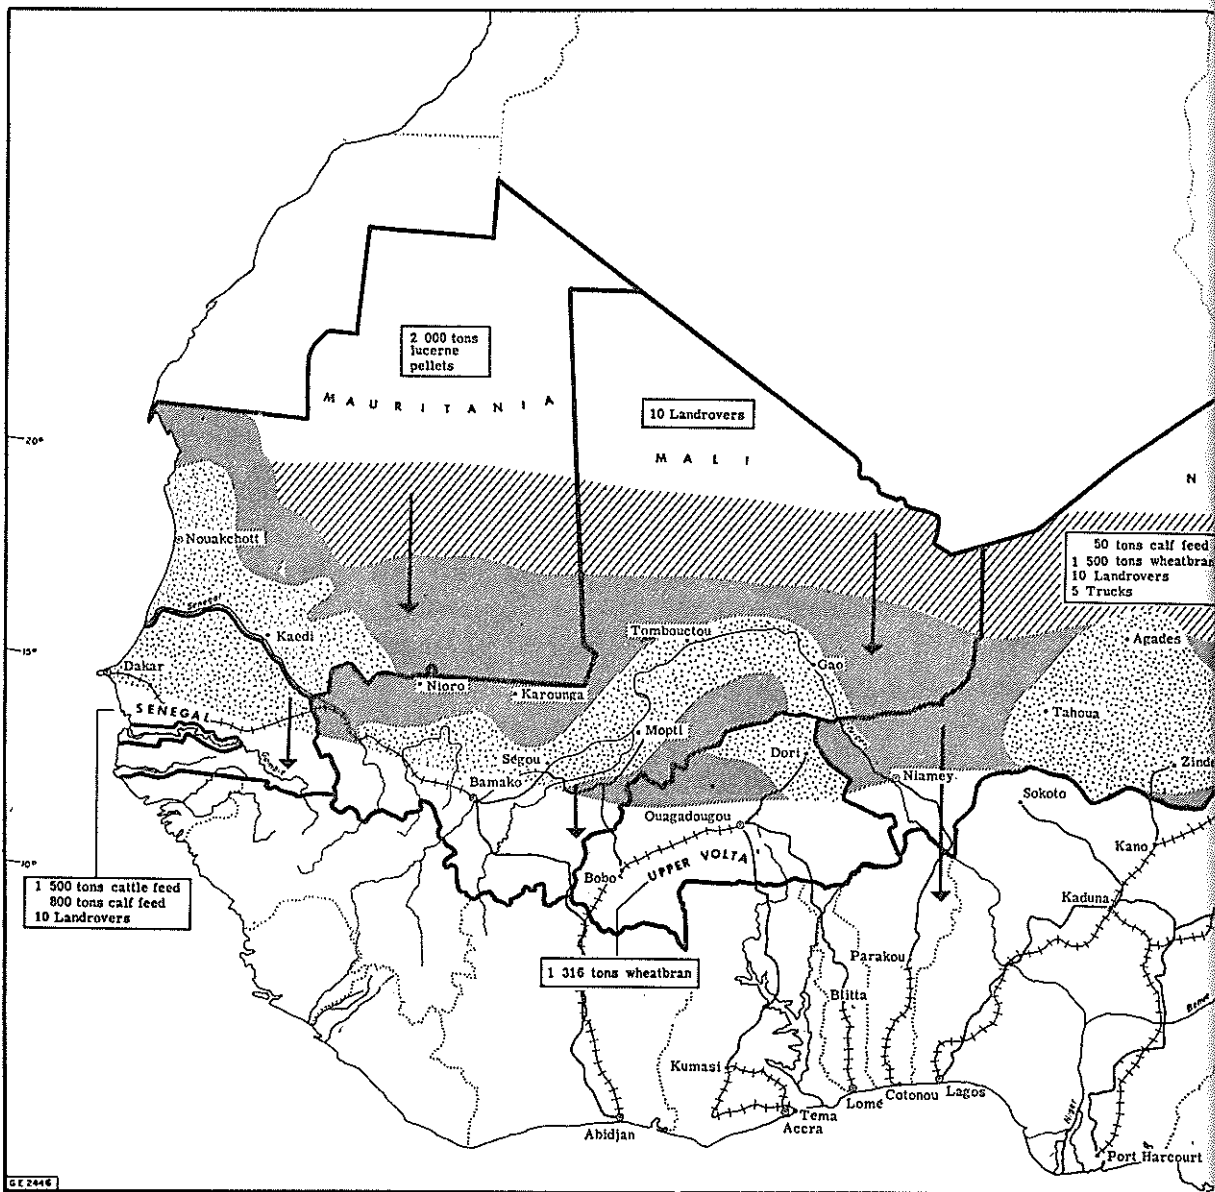 2 000 tons
lucerne
pellets
MAURITANIA
10 Landrovers
MALI
20°
N
Nouakchott
50 tons calf feed
1 500 tons wheatbran
10 Landrovers
5 Trucks
Senegal
Kaedi
Tombouctou
Agades
15°
Dakar
Gao
Nioro
Karounga
SENEGAL
Tahoua
Mopti
Dori
Ségou
Niamey
Zinde
Bamako
Sokoto
Ouagadougou
Kano
10°
UPPER VOLTA
Bobo
1 500 tons cattle feed
800 tons calf feed
10 Landrovers
Kaduna
1 316 tons wheatbran
Parakou
Blitta
Benue
Kumasi
Lomé
Cotonou
Lagos
Tema
Accra
Abidjan
Niger
Port Harcourt
GE 2446